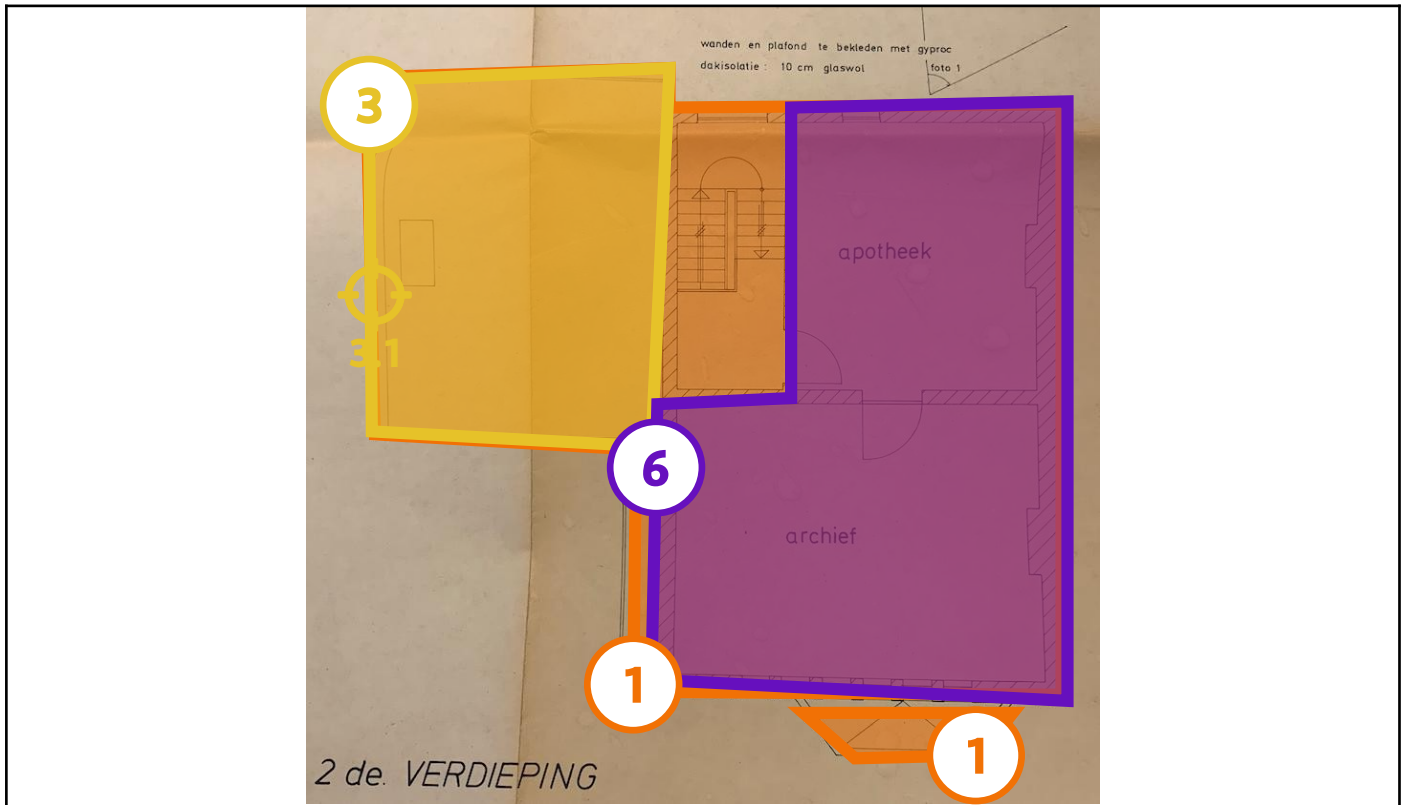 wanden en plafond te bekleden met gyproc
dakisolatie : 10 cm glaswol
foto 1
3
apotheek
3.1
6
archief
1
1
2 de. VERDIEPING